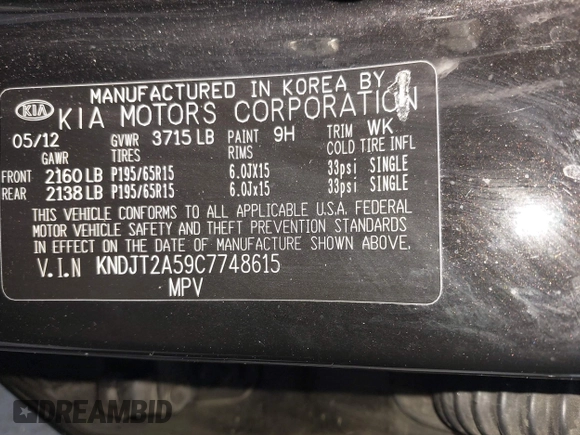 MANUFACTURED IN KOREA BY
KIA KIA MOTORS CORPORATION
05/12 GVWR 3715 LB PAINT 9H TRIM WK
GAWR TIRES RIMS COLD TIRE INFL
FRONT 2160 LB P195/65R15 6.0JX15 33psi SINGLE
REAR 2138 LB P195/65R15 6.0Jx15 33psi SINGLE
THIS VEHICLE CONFORMS TO ALL APPLICABLE U.S.A. FEDERAL
MOTOR VEHICLE SAFETY AND THEFT PREVENTION STANDARDS
IN EFFECT ON THE DATE OF MANUFACTURE SHOWN ABOVE.
V.I.N KNDJT2A59C7748615
MPV
DREAMBID